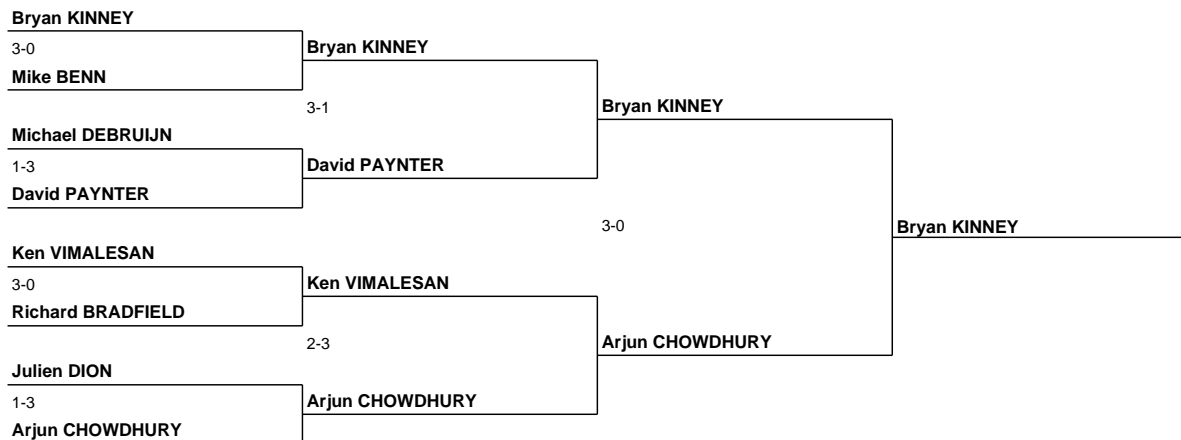 Bryan KINNEY
3-0
Bryan KINNEY
Mike BENN
3-1
Bryan KINNEY
Michael DEBRUIJN
1-3
David PAYNTER
David PAYNTER
3-0
Bryan KINNEY
Ken VIMALESAN
3-0
Ken VIMALESAN
Richard BRADFIELD
2-3
Arjun CHOWDHURY
Julien DION
1-3
Arjun CHOWDHURY
Arjun CHOWDHURY